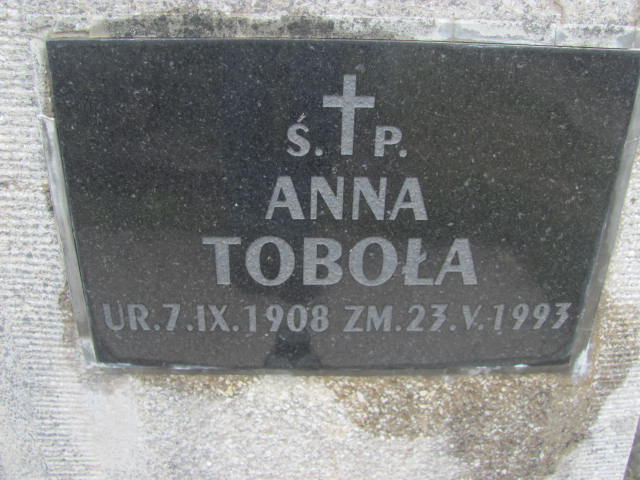 Ś. P.
ANNA
TOBOŁA
UR.7.IX.1908 ZM.23.V.1993